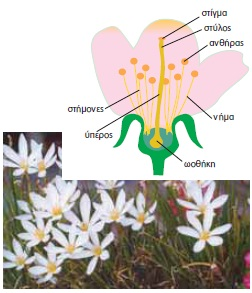 στίγμα
στύλος
ανθήρας
στήμονες
νήμα
ύπερος
ωοθήκη